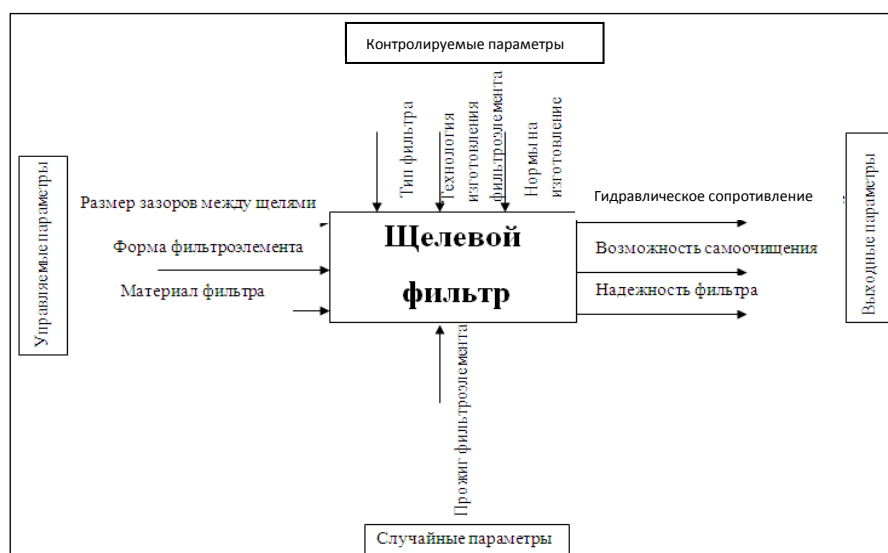 Контролируемые параметры
Тип фильтра
Технология
изготовления
фильтроэлемента
Нормы на
изготовление
Управляемые параметры
Размер зазоров между щелями
Форма фильтроэлемента
Материал фильтра
Щелевой
фильтр
Гидравлическое сопротивление
Возможность самоочищения
Надежность фильтра
Выходные параметры
Прожиг фильтроэлемента
Случайные параметры